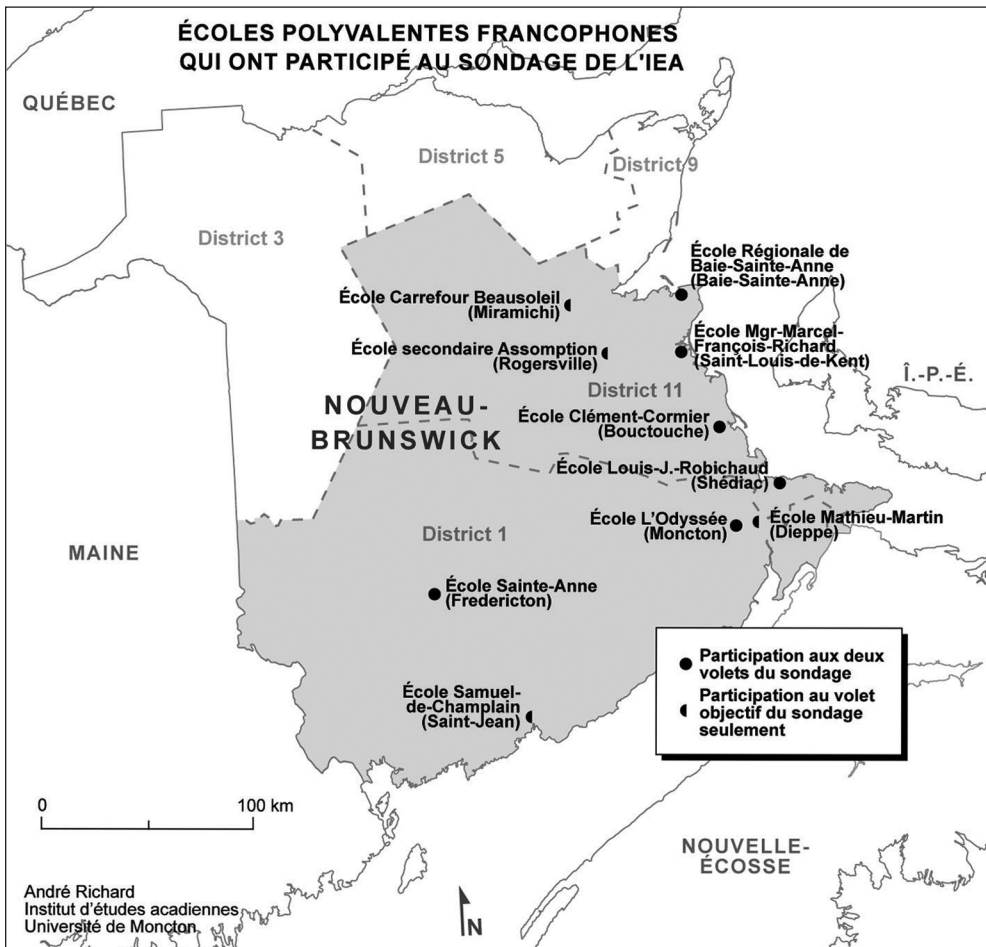 ÉCOLES POLYVALENTES FRANCOPHONES
QUI ONT PARTICIPÉ AU SONDAGE DE L'IEA
QUÉBEC
District 5
District 9
District 3
École Régionale de
Baie-Sainte-Anne
(Baie-Sainte-Anne)
École Carrefour Beausoleil
(Miramichi)
École Mgr-Marcel-
François-Richard
(Saint-Louis-de-Kent)
École secondaire Assomption
(Rogersville)
Î.-P.-É.
District 11
NOUVEAU-
BRUNSWICK
École Clément-Cormier
(Bouctouche)
École Louis-J.-Robichaud
(Shédiac)
École L'Odyssée
(Moncton)
École Mathieu-Martin
(Dieppe)
District 1
MAINE
École Sainte-Anne
(Fredericton)
Participation aux deux
volets du sondage
Participation au volet
objectif du sondage
seulement
École Samuel-
de-Champlain
(Saint-Jean)
0 100 km
NOUVELLE-
ÉCOSSE
André Richard
Institut d'études acadiennes
Université de Moncton
N